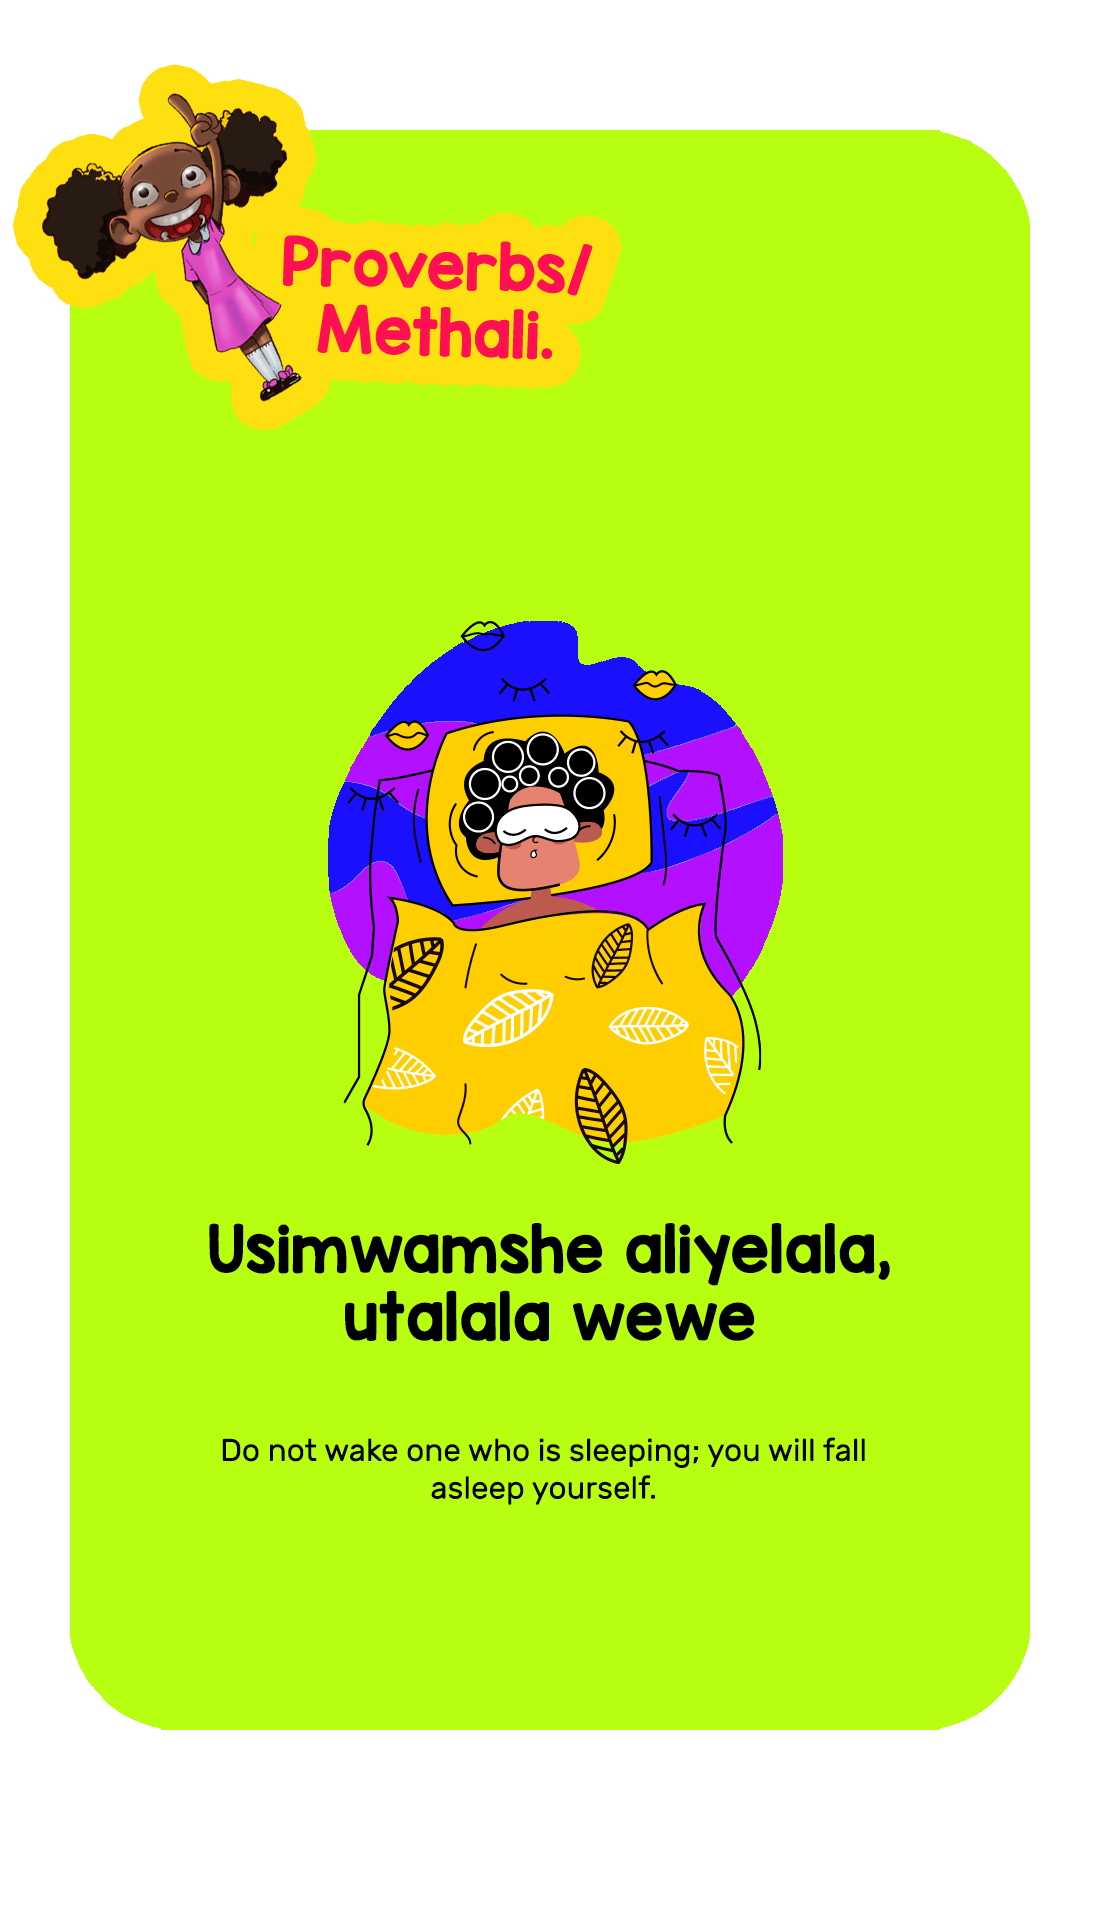 Proverbs/
Methali.
Usimwamshe aliyelala,
utalala wewe
Do not wake one who is sleeping; you will fall
asleep yourself.